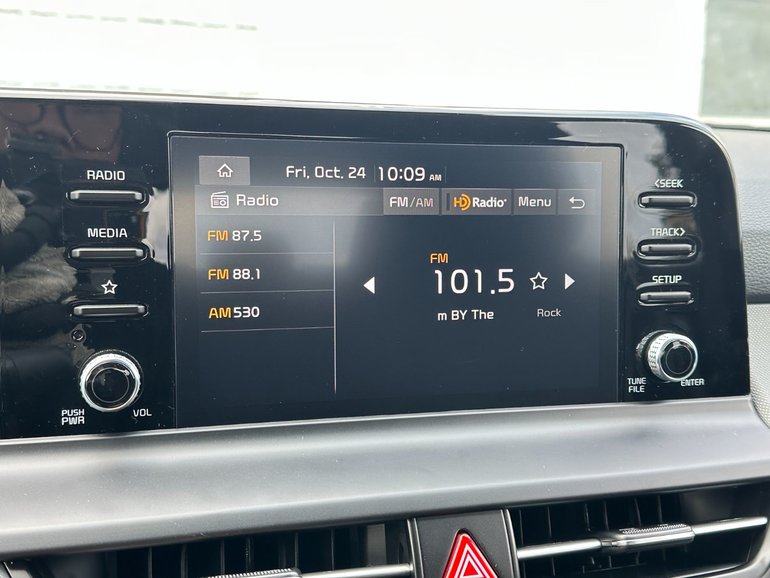 RADIO
MEDIA
PUSH
PWR
VOL
Fri, Oct. 24 10:09 AM
Radio FM/AM HD Radio Menu
FM 87.5
FM 88.1
AM 530
FM
101.5
m BY The Rock
<SEEK
TRACK>
SETUP
TUNE
FILE
ENTER